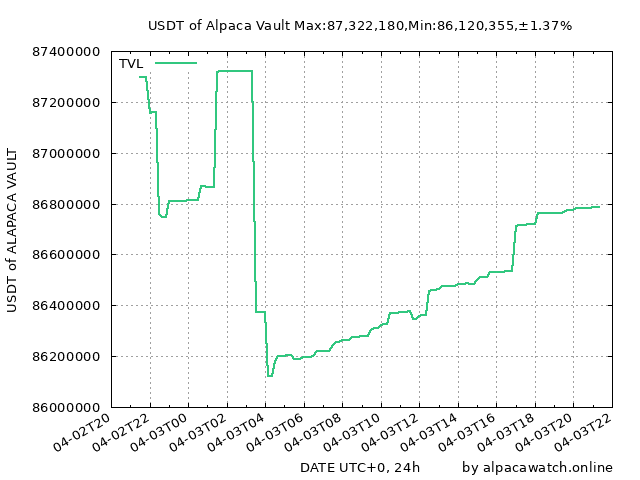 USDT of Alpaca Vault Max:87,322,180,Min:86,120,355,±1.37%
87400000
TVL
87200000
87000000
86800000
86600000
86400000
86200000
86000000
USDT of ALAPACA VAULT
04-02T20
04-02T22
04-03T00
04-03T02
04-03T04
04-03T06
04-03T08
04-03T10
04-03T12
04-03T14
04-03T16
04-03T18
04-03T20
04-03T22
DATE UTC+0, 24h
by alpacawatch.online